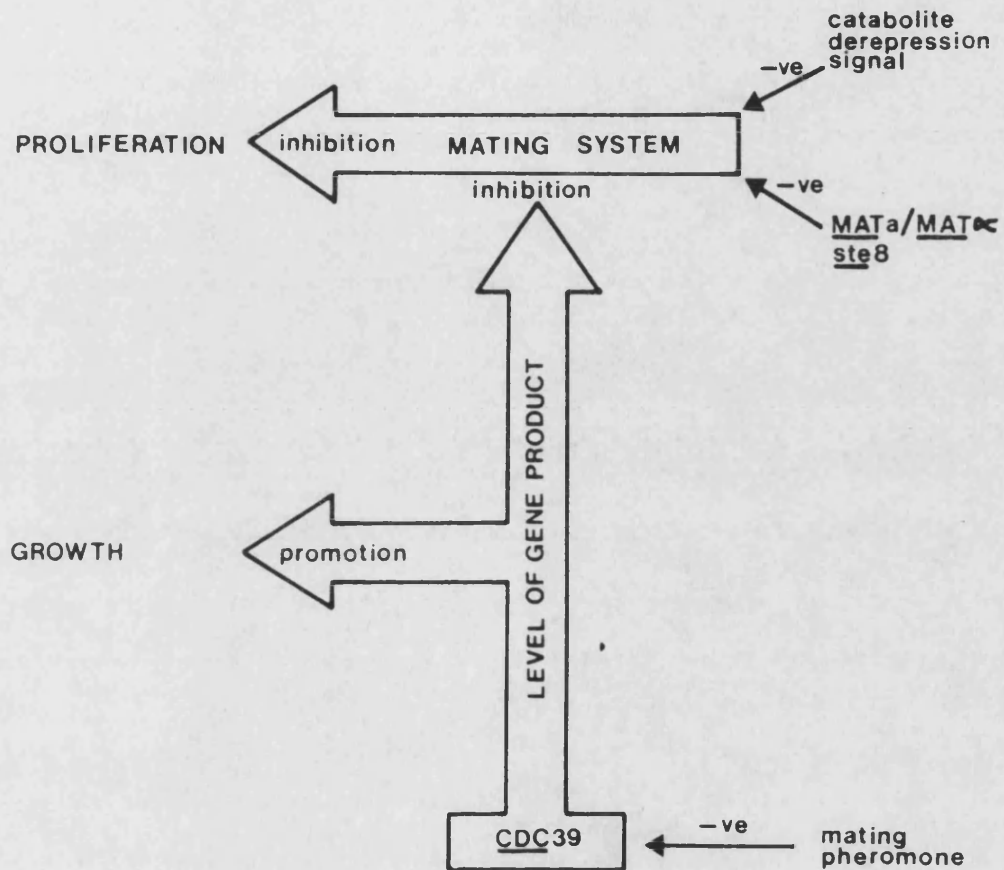 catabolite
derepression
signal
-ve
PROLIFERATION
inhibition
MATING SYSTEM
inhibition
-ve
MATa/MAT∝
ste8
LEVEL OF GENE PRODUCT
GROWTH
promotion
CDC39
-ve
mating
pheromone